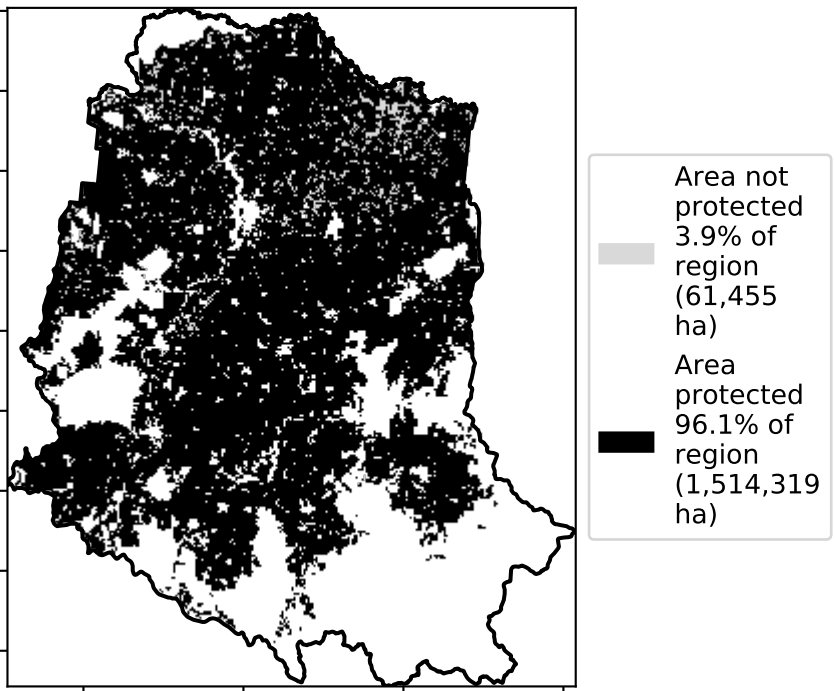 Area not
protected
3.9% of
region
(61,455
ha)
Area
protected
96.1% of
region
(1,514,319
ha)